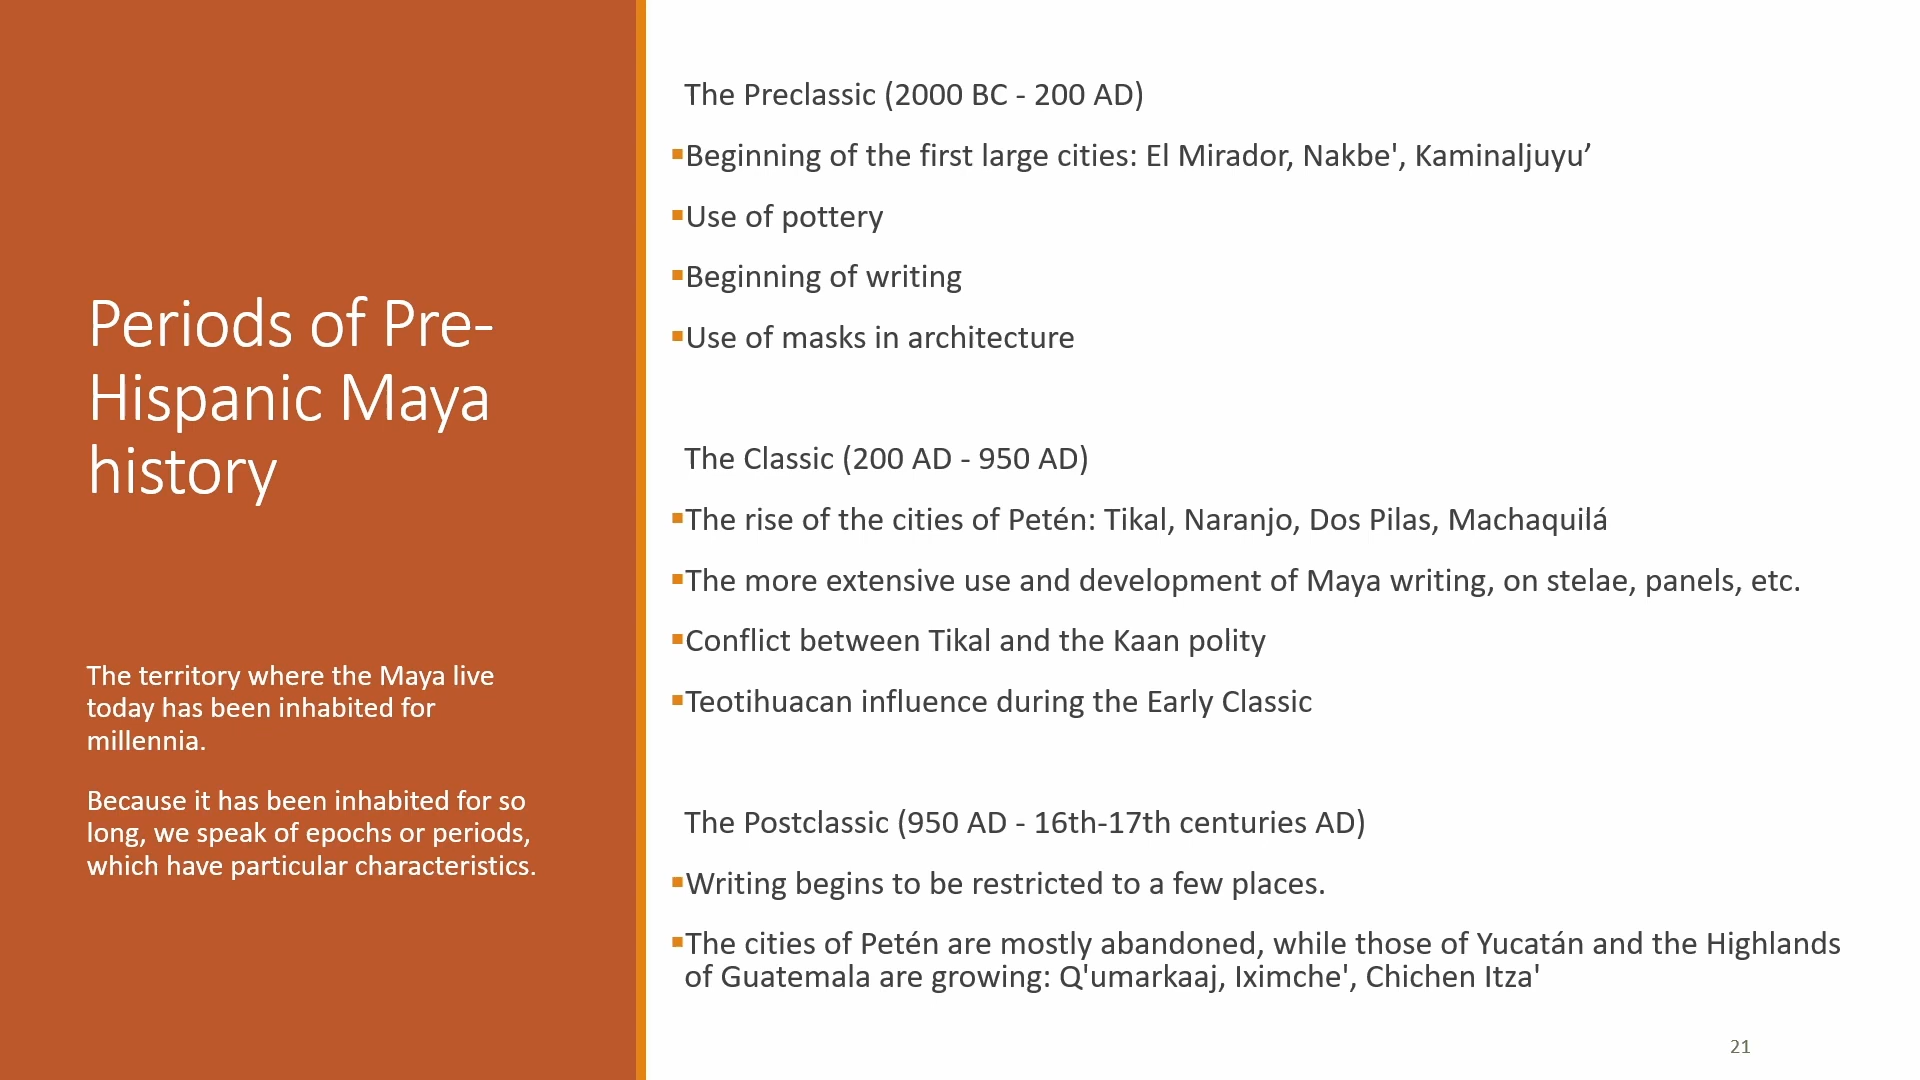 Periods of Pre-
Hispanic Maya
history
The territory where the Maya live
today has been inhabited for
millennia.
Because it has been inhabited for so
long, we speak of epochs or periods,
which have particular characteristics.
The Preclassic (2000 BC - 200 AD)
▪Beginning of the first large cities: El Mirador, Nakbe', Kaminaljuyu’
▪Use of pottery
▪Beginning of writing
▪Use of masks in architecture
The Classic (200 AD - 950 AD)
▪The rise of the cities of Petén: Tikal, Naranjo, Dos Pilas, Machaquilá
▪The more extensive use and development of Maya writing, on stelae, panels, etc.
▪Conflict between Tikal and the Kaan polity
▪Teotihuacan influence during the Early Classic
The Postclassic (950 AD - 16th-17th centuries AD)
▪Writing begins to be restricted to a few places.
▪The cities of Petén are mostly abandoned, while those of Yucatán and the Highlands
of Guatemala are growing: Q'umarkaaj, Iximche', Chichen Itza'
21